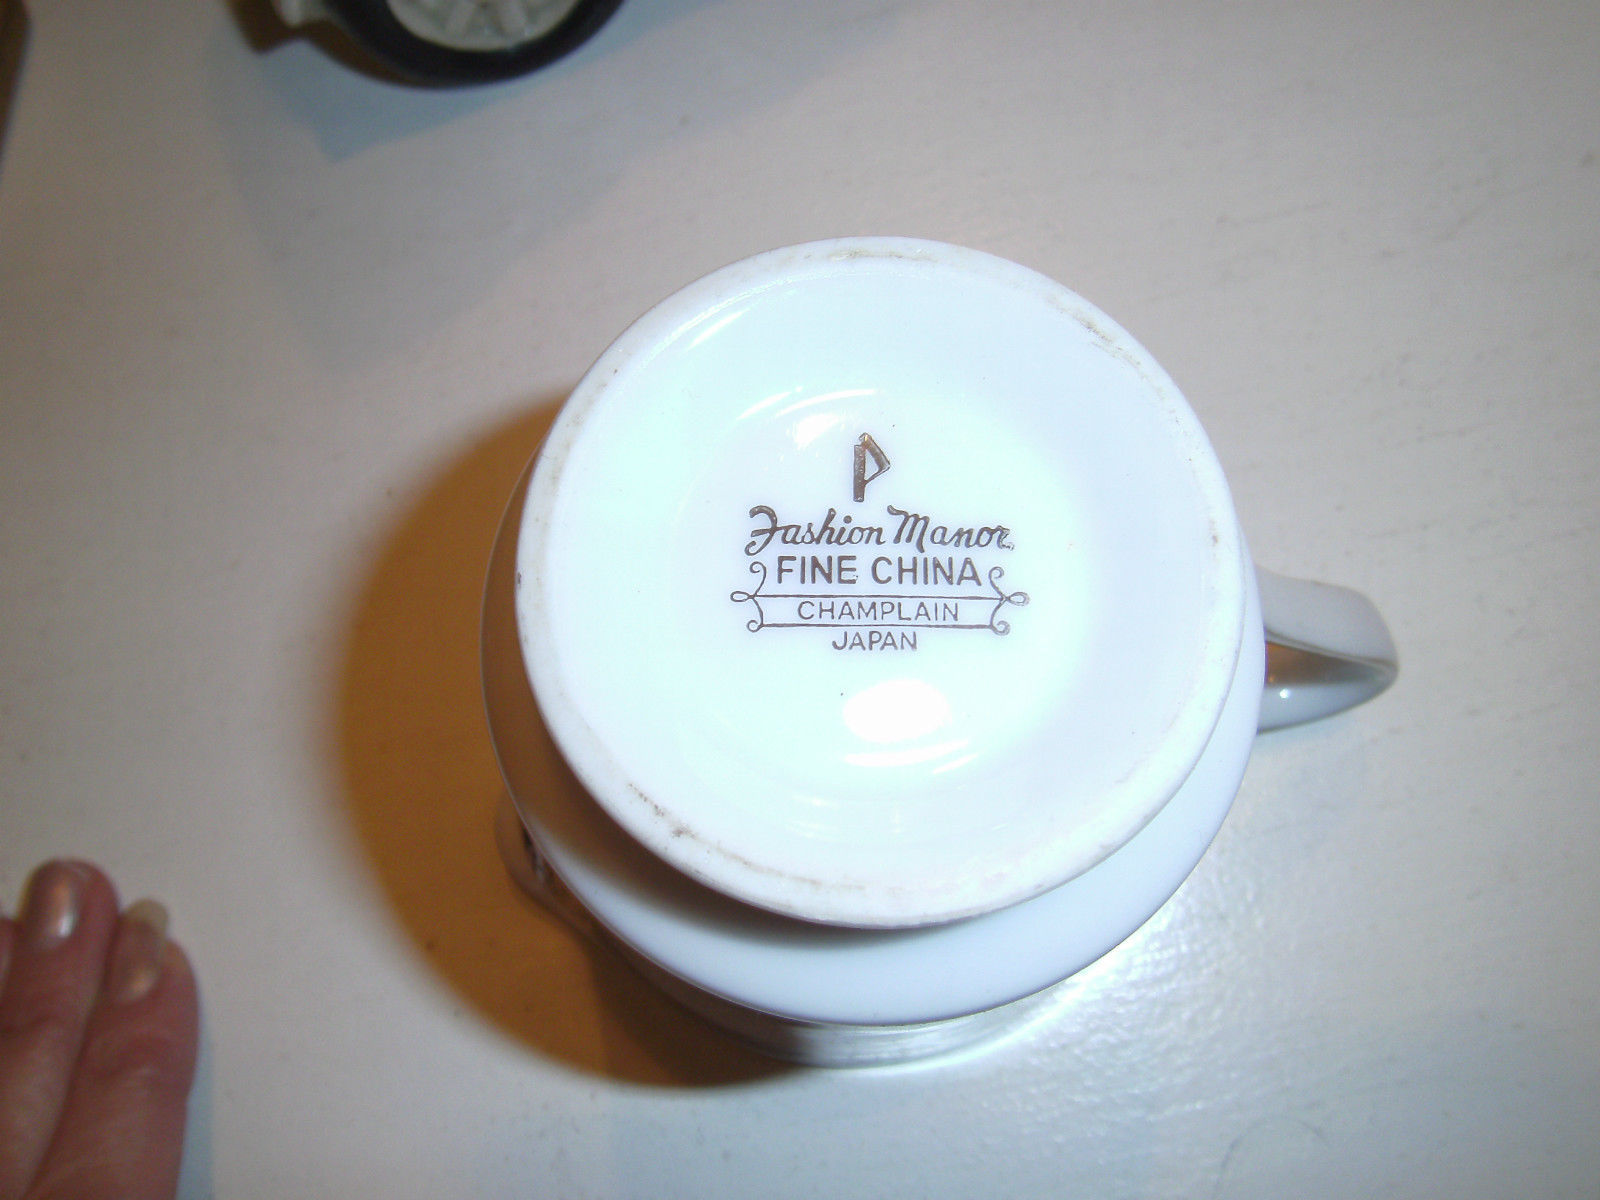 P
Fashion Manor
FINE CHINA
CHAMPLAIN
JAPAN